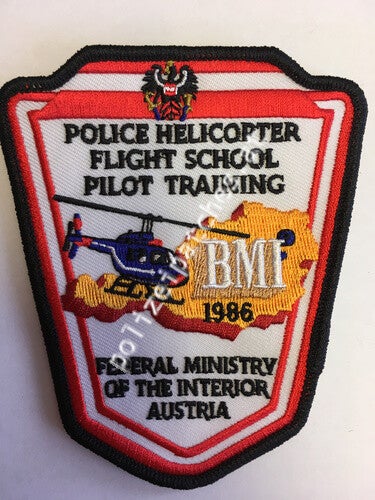 POLICE HELICOPTER
FLIGHT SCHOOL
PILOT TRAINING
BMI
1986
FEDERAL MINISTRY
OF THE INTERIOR
AUSTRIA